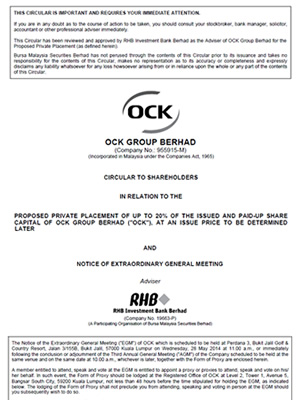 THIS CIRCULAR IS IMPORTANT AND REQUIRES YOUR IMMEDIATE ATTENTION.
If you are in any doubt as to the course of action to be taken, you should consult your stockbroker, bank manager, solicitor,
accountant or other professional adviser immediately.
This Circular has been reviewed and approved by RHB Investment Bank Berhad as the Adviser of OCK Group Berhad for the
Proposed Private Placement (as defined herein).
Bursa Malaysia Securities Berhad has not perused through the contents of this Circular prior to its issuance and takes no
responsibility for the contents of this Circular, makes no representation as to its accuracy or completeness and expressly
disclaims any liability whatsoever for any loss howsoever arising from or in reliance upon the whole or any part of the contents
of this Circular.
OCK
OCK GROUP BERHAD
(Company No.: 955915-M)
(Incorporated in Malaysia under the Companies Act, 1965)
CIRCULAR TO SHAREHOLDERS
IN RELATION TO THE
PROPOSED PRIVATE PLACEMENT OF UP TO 20% OF THE ISSUED AND PAID-UP SHARE
CAPITAL OF OCK GROUP BERHAD ("OCK"), AT AN ISSUE PRICE TO BE DETERMINED
LATER
AND
NOTICE OF EXTRAORDINARY GENERAL MEETING
Adviser
RHB
RHB Investment Bank Berhad
(Company No.: 19663-P)
(A Participating Organisation of Bursa Malaysia Securities Berhad)
The Notice of the Extraordinary General Meeting ("EGM") of OCK which is scheduled to be held at Perdana 3, Bukit Jalil Golf &
Country Resort, Jalan 3/155B, Bukit Jalil, 57000 Kuala Lumpur on Wednesday, 28 May 2014 at 11.00 a.m., or immediately
following the conclusion or adjournment of the Third Annual General Meeting ("AGM") of the Company scheduled to be held at the
same venue and on the same date at 10.00 a.m., whichever is later, together with the Form of Proxy are enclosed herein.
A member entitled to attend, speak and vote at the EGM is entitled to appoint a proxy or proxies to attend, speak and vote on his/
her behalf. In such event, the Form of Proxy should be lodged at the Registered Office of OCK at Level 2, Tower 1, Avenue 5,
Bangsar South City, 59200 Kuala Lumpur, not less than 48 hours before the time stipulated for holding the EGM, as indicated
below. The lodging of the Form of Proxy shall not preclude you from attending, speaking and voting in person at the EGM should
you subsequently wish to do so.